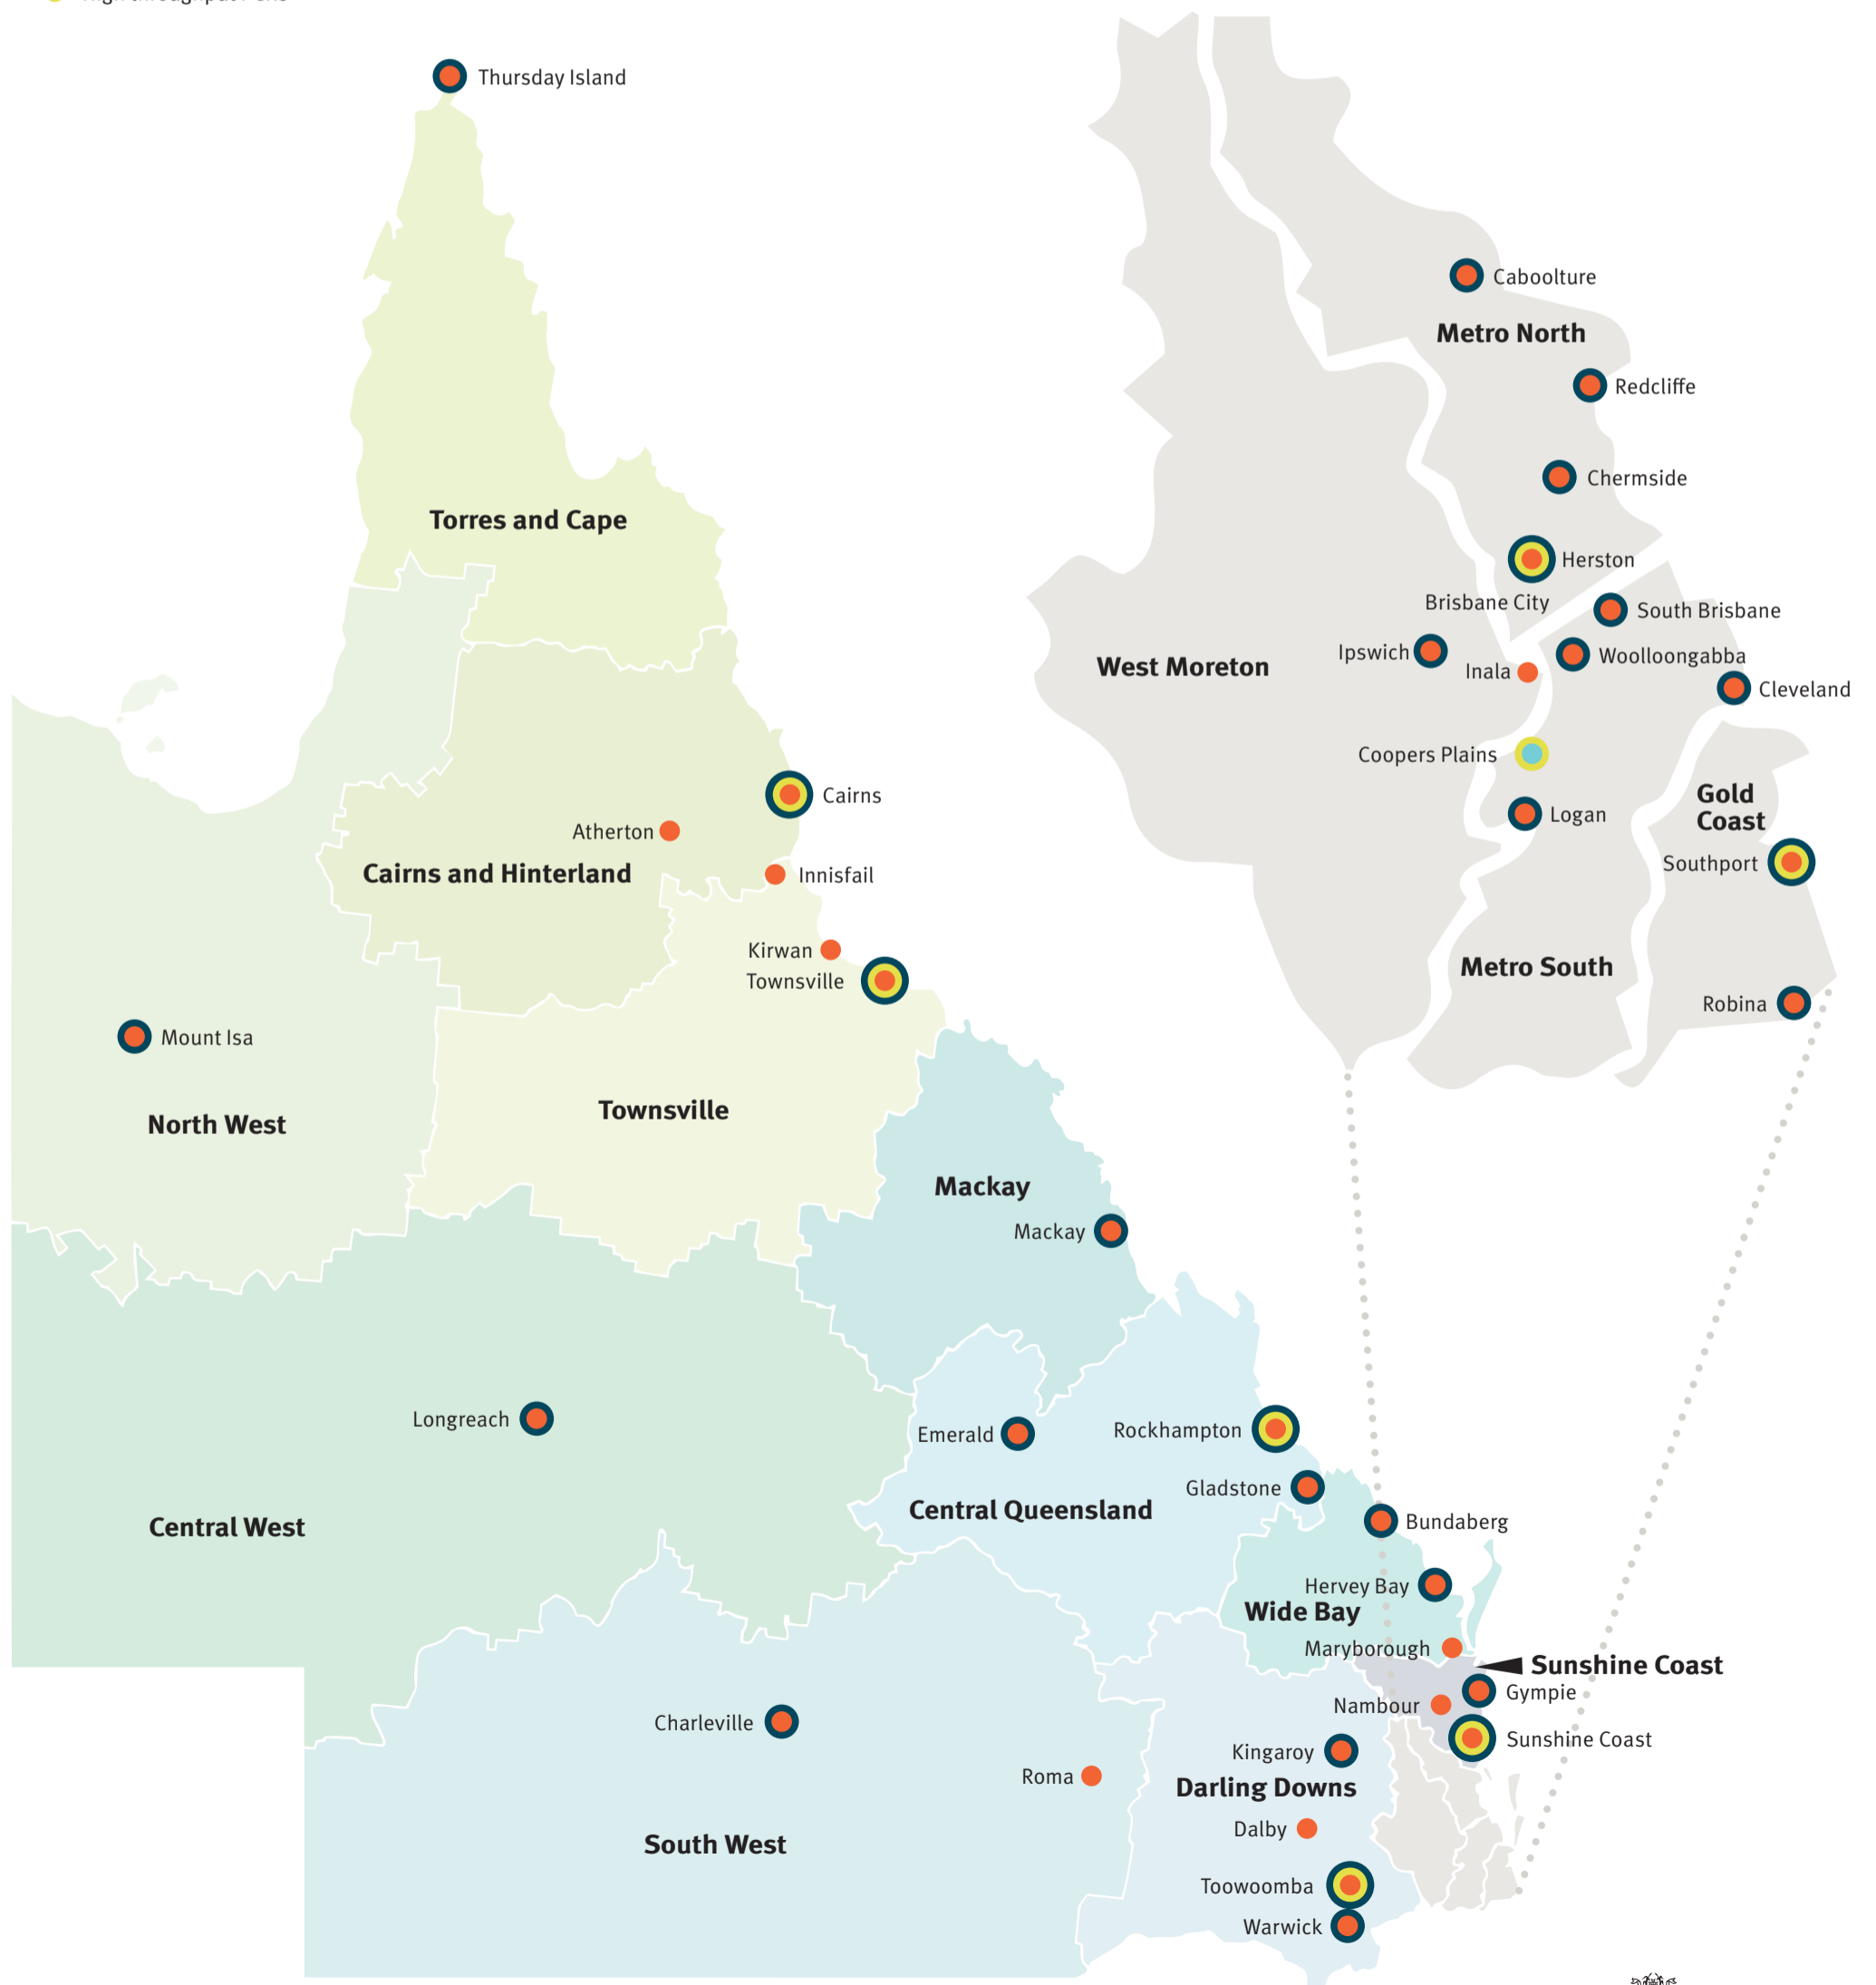 Thursday Island
Caboolture
Metro North
Redcliffe
Chermside
Torres and Cape
Herston
Brisbane City
South Brisbane
Ipswich
Woolloongabba
West Moreton
Inala
Cleveland
Coopers Plains
Cairns
Gold
Coast
Logan
Atherton
Southport
Cairns and Hinterland
Innisfail
Kirwan
Metro South
Townsville
Robina
Mount Isa
Townsville
North West
Mackay
Mackay
Longreach
Rockhampton
Emerald
Gladstone
Central Queensland
Bundaberg
Central West
Hervey Bay
Wide Bay
Maryborough
Sunshine Coast
Gympie
Nambour
Charleville
Sunshine Coast
Kingaroy
Roma
Darling Downs
Dalby
South West
Toowoomba
Warwick